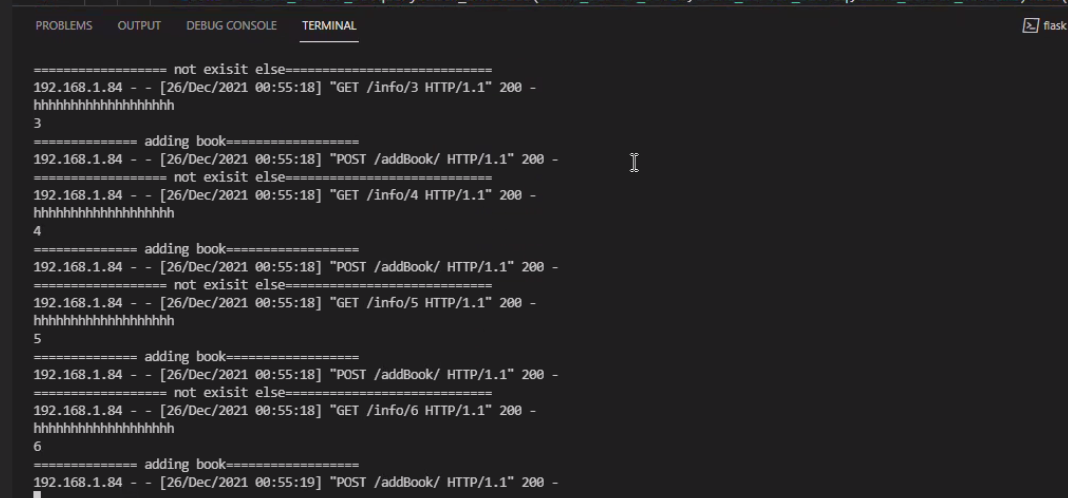 PROBLEMS OUTPUT DEBUG CONSOLE TERMINAL flask
================== not exisit else============================
192.168.1.84 - - [26/Dec/2021 00:55:18] "GET /info/3 HTTP/1.1" 200 -
hhhhhhhhhhhhhhhhhhh
3
============== adding book==================
192.168.1.84 - - [26/Dec/2021 00:55:18] "POST /addBook/ HTTP/1.1" 200 -
================== not exisit else============================
192.168.1.84 - - [26/Dec/2021 00:55:18] "GET /info/4 HTTP/1.1" 200 -
hhhhhhhhhhhhhhhhhhh
4
============== adding book==================
192.168.1.84 - - [26/Dec/2021 00:55:18] "POST /addBook/ HTTP/1.1" 200 -
================== not exisit else============================
192.168.1.84 - - [26/Dec/2021 00:55:18] "GET /info/5 HTTP/1.1" 200 -
hhhhhhhhhhhhhhhhhhh
5
============== adding book==================
192.168.1.84 - - [26/Dec/2021 00:55:18] "POST /addBook/ HTTP/1.1" 200 -
================== not exisit else============================
192.168.1.84 - - [26/Dec/2021 00:55:18] "GET /info/6 HTTP/1.1" 200 -
hhhhhhhhhhhhhhhhhhh
6
============== adding book==================
192.168.1.84 - - [26/Dec/2021 00:55:19] "POST /addBook/ HTTP/1.1" 200 -